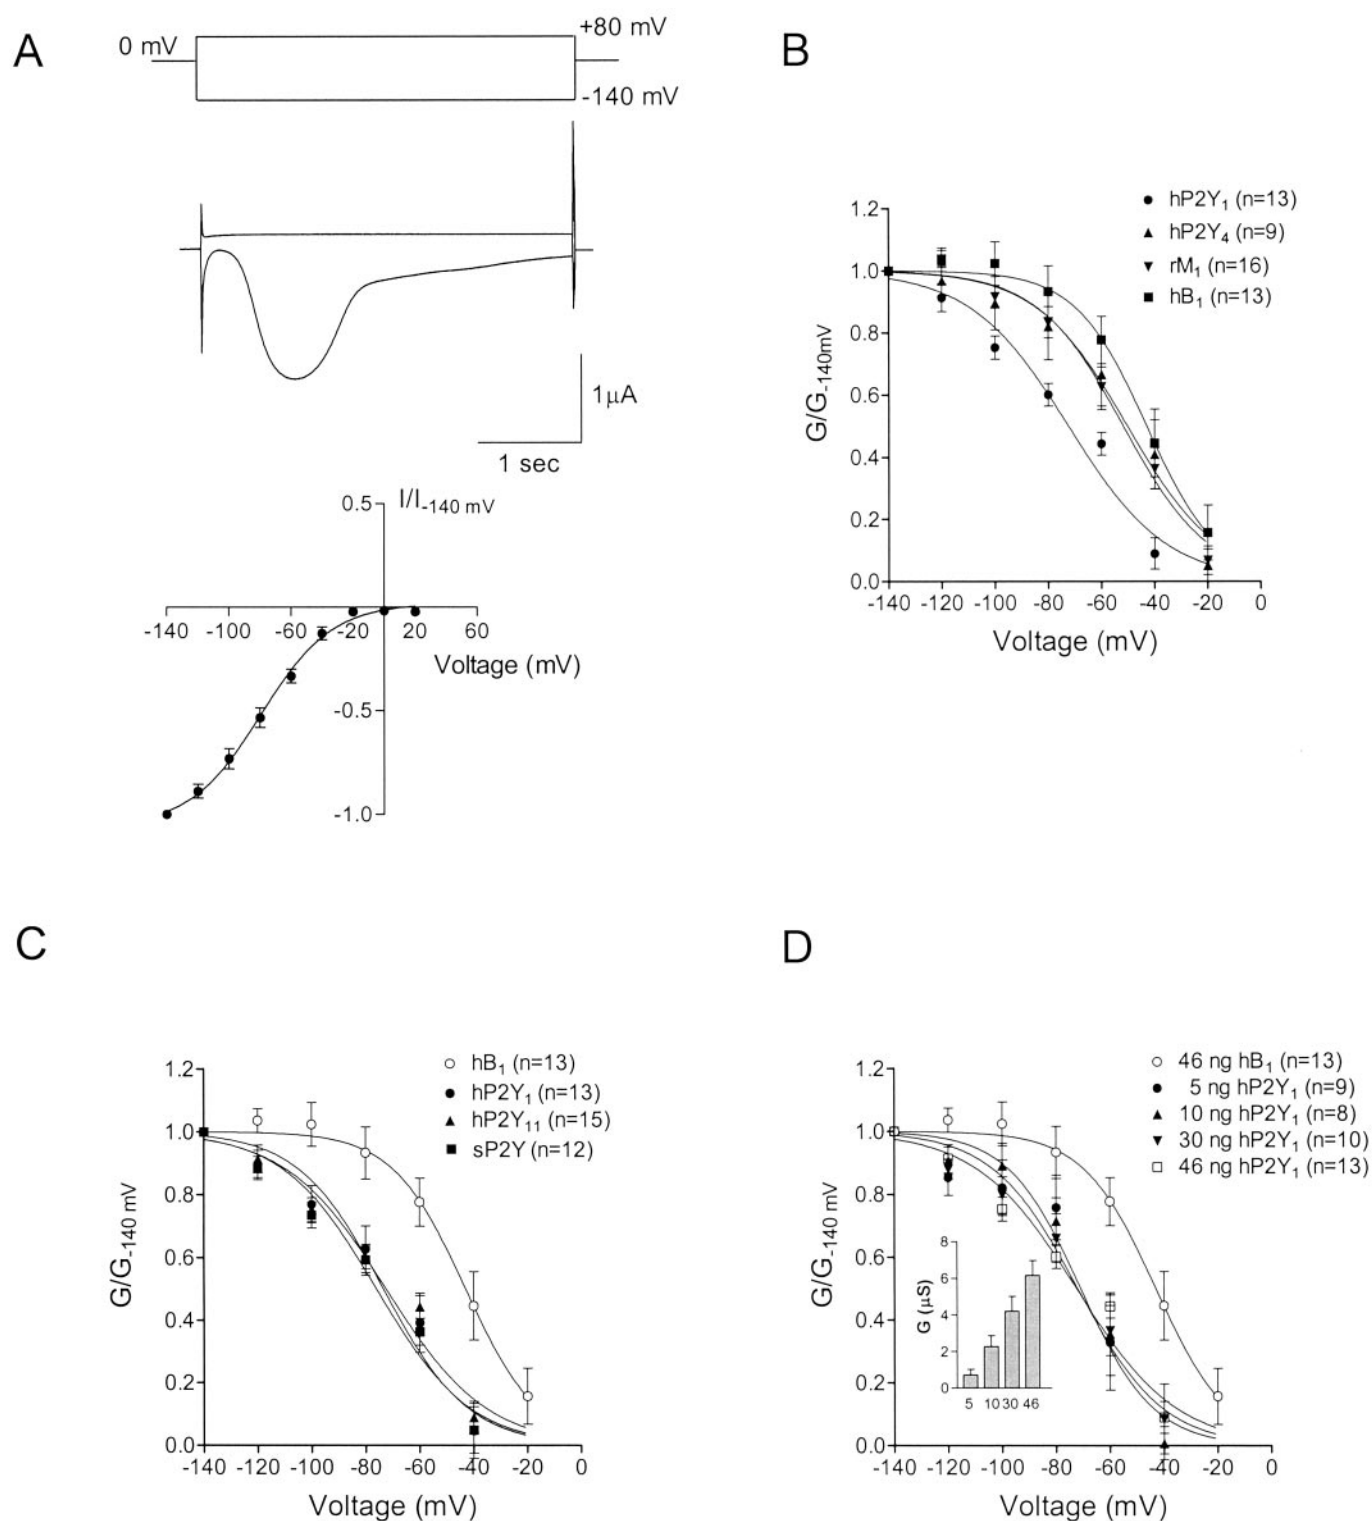 A
0 mV
+80 mV
-140 mV
1μA
1 sec
I/I-140 mV
0.5
-140 -100 -60 -20 20 60
Voltage (mV)
-0.5
-1.0
B
hP2Y1 (n=13)
hP2Y4 (n=9)
rM1 (n=16)
hB1 (n=13)
1.2
1.0
0.8
0.6
0.4
0.2
0.0
G/G-140mV
-140 -120 -100 -80 -60 -40 -20 0
Voltage (mV)
C
hB1 (n=13)
hP2Y1 (n=13)
hP2Y11 (n=15)
sP2Y (n=12)
1.2
1.0
0.8
0.6
0.4
0.2
0.0
G/G-140 mV
-140 -120 -100 -80 -60 -40 -20 0
Voltage (mV)
D
46 ng hB1 (n=13)
5 ng hP2Y1 (n=9)
10 ng hP2Y1 (n=8)
30 ng hP2Y1 (n=10)
46 ng hP2Y1 (n=13)
1.2
1.0
0.8
0.6
0.4
0.2
0.0
G/G-140 mV
8
6
4
2
0
G (μS)
5 10 30 46
-140 -120 -100 -80 -60 -40 -20 0
Voltage (mV)